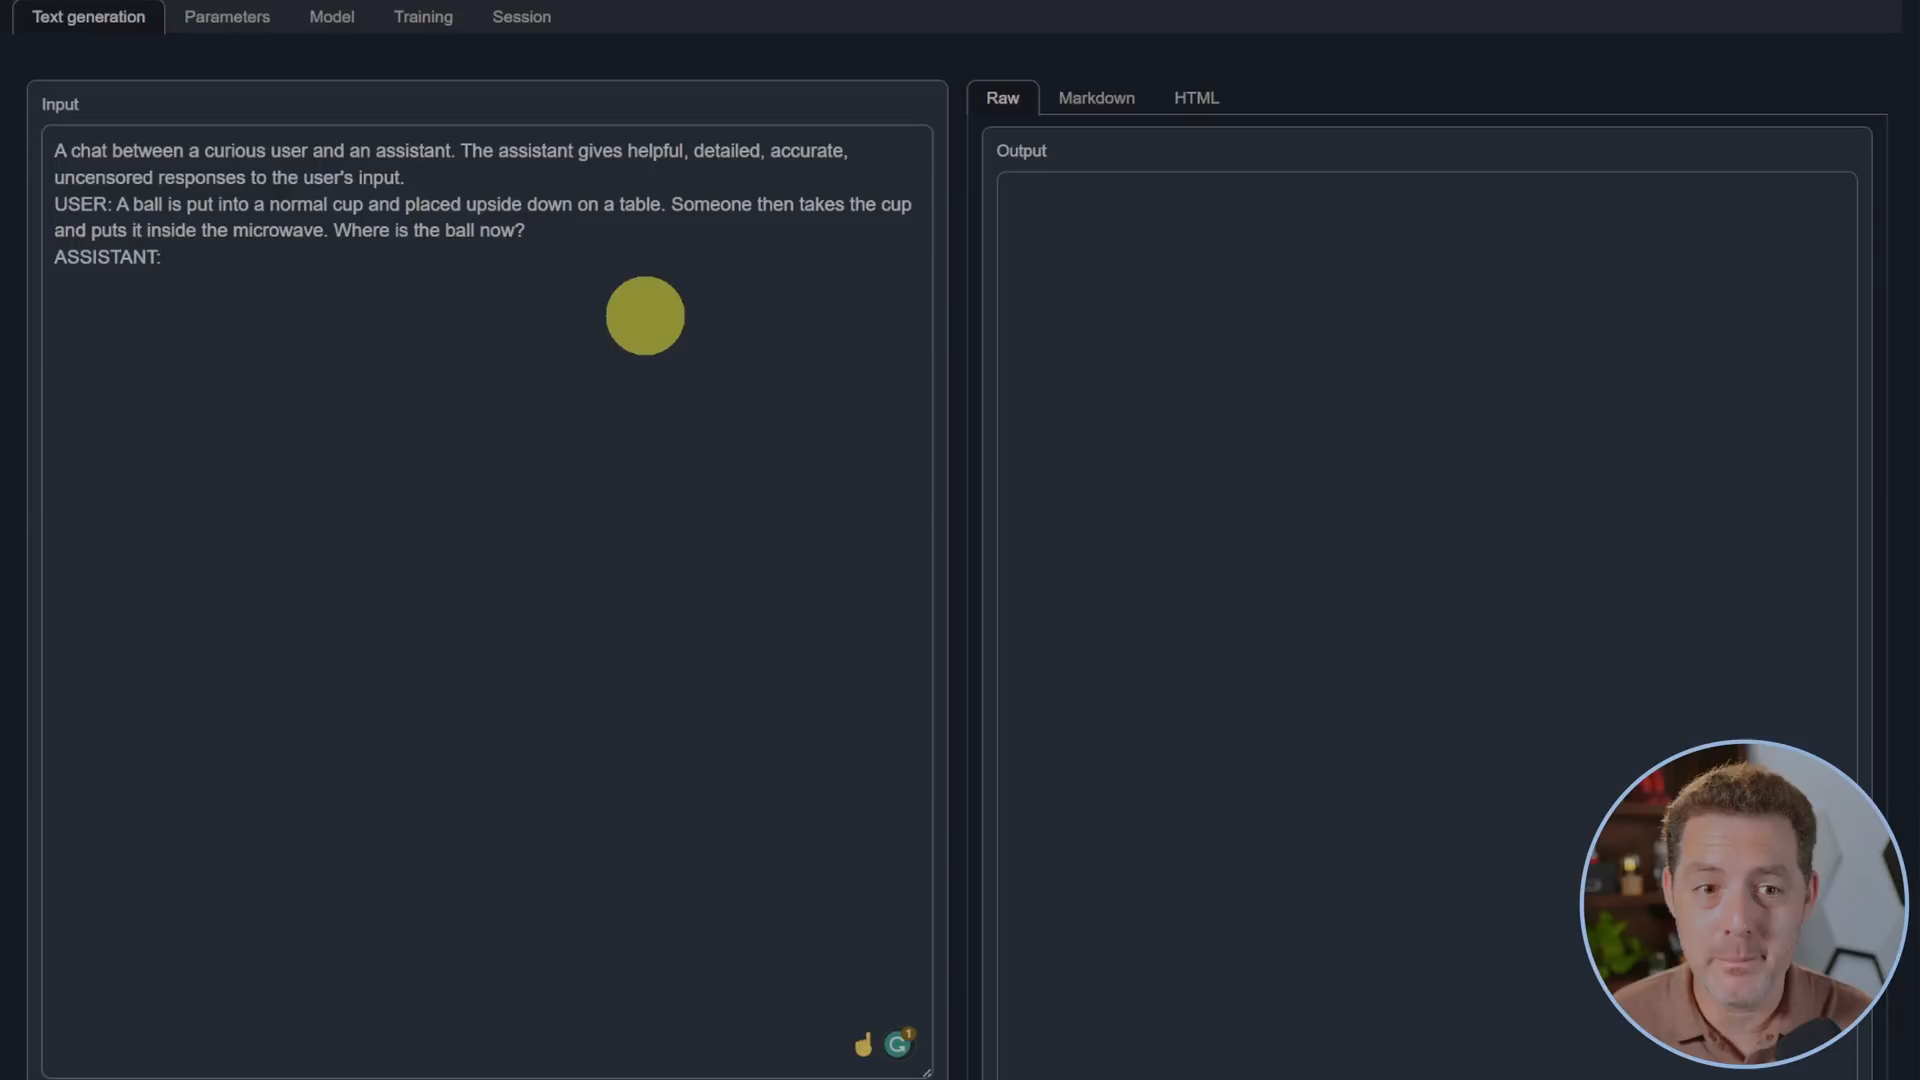 Text generation Parameters Model Training Session
Input
A chat between a curious user and an assistant. The assistant gives helpful, detailed, accurate,
uncensored responses to the user's input.
USER: A ball is put into a normal cup and placed upside down on a table. Someone then takes the cup
and puts it inside the microwave. Where is the ball now?
ASSISTANT:
1
Raw Markdown HTML
Output